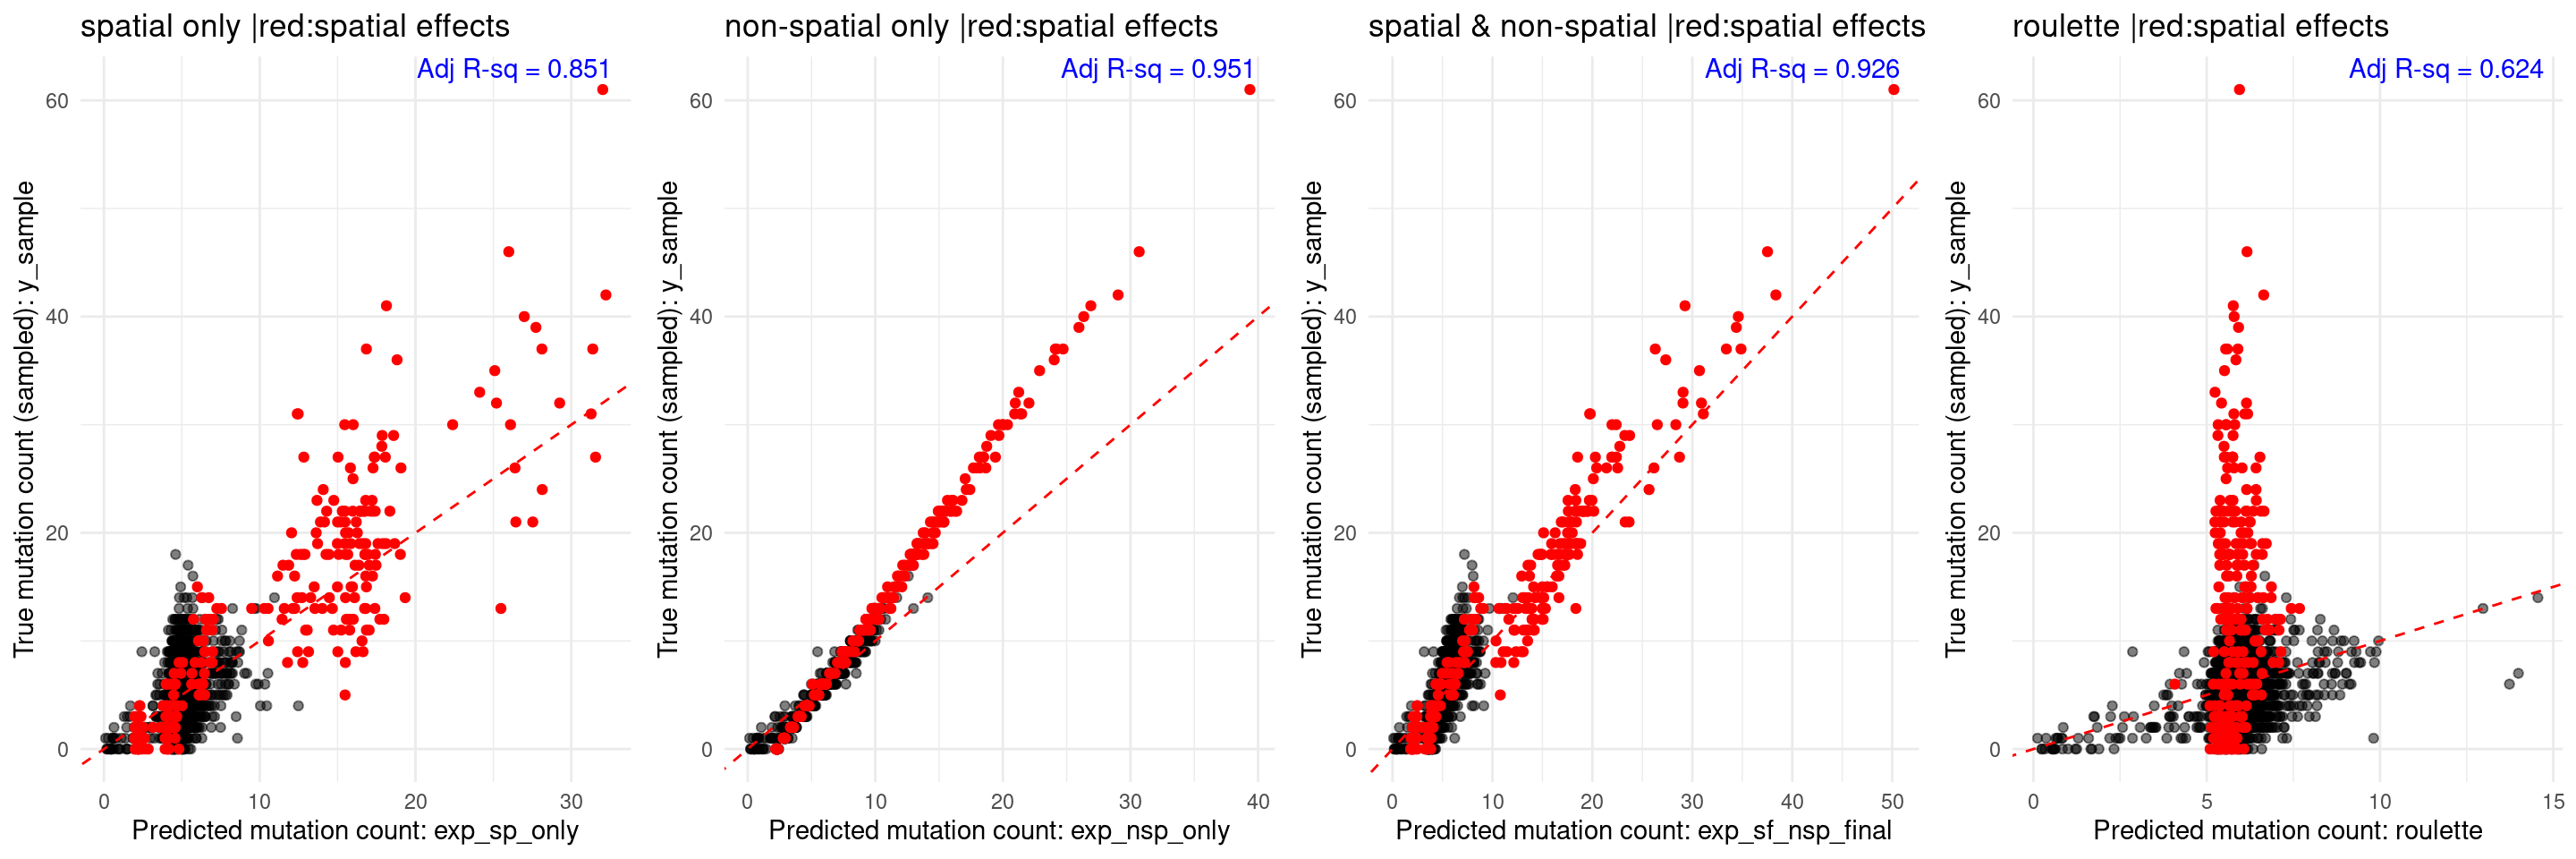 spatial only |red:spatial effects
Adj R-sq = 0.851
True mutation count (sampled): y_sample
60
40
20
0
0 10 20 30
Predicted mutation count: exp_sp_only
non-spatial only |red:spatial effects
Adj R-sq = 0.951
True mutation count (sampled): y_sample
60
40
20
0
0 10 20 30 40
Predicted mutation count: exp_nsp_only
spatial & non-spatial |red:spatial effects
Adj R-sq = 0.926
True mutation count (sampled): y_sample
60
40
20
0
0 10 20 30 40 50
Predicted mutation count: exp_sf_nsp_final
roulette |red:spatial effects
Adj R-sq = 0.624
True mutation count (sampled): y_sample
60
40
20
0
0 5 10 15
Predicted mutation count: roulette